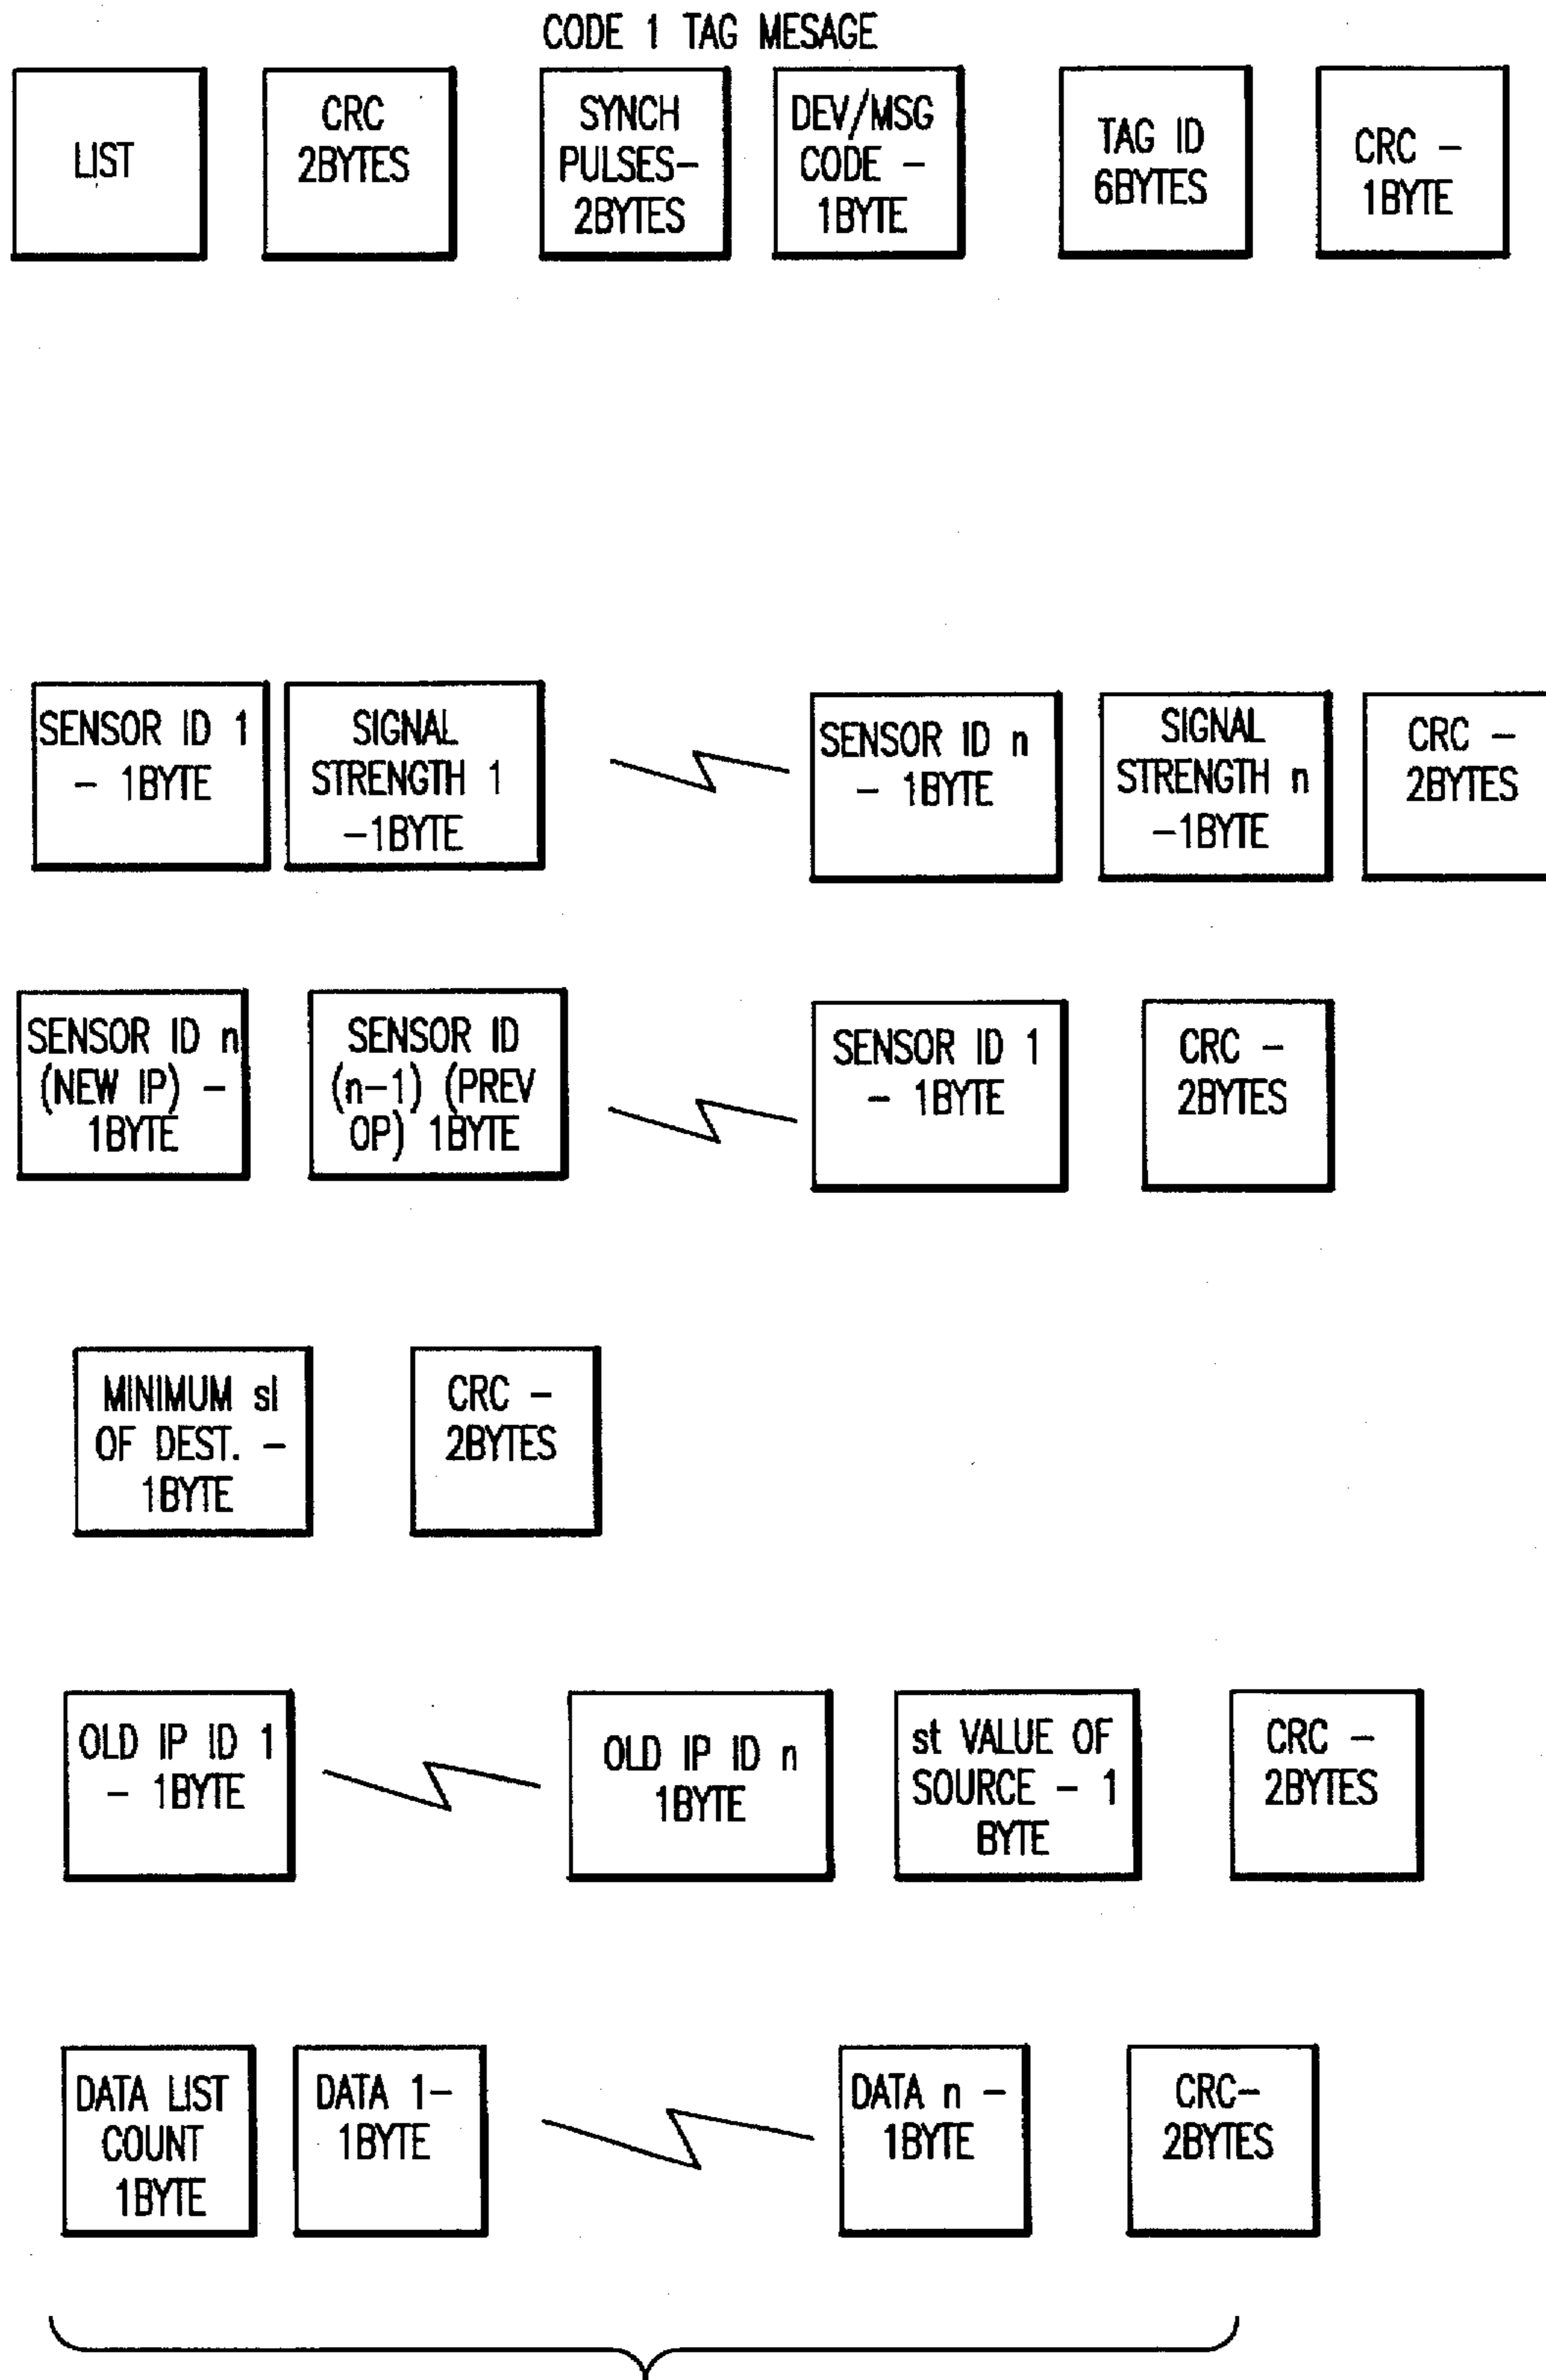 CODE 1 TAG MESAGE
LIST
CRC
2BYTES
SYNCH
PULSES-
2BYTES
DEV/MSG
CODE -
1BYTE
TAG ID
6BYTES
CRC -
1BYTE
SENSOR ID 1
- 1BYTE
SIGNAL
STRENGTH 1
-1BYTE
SENSOR ID n
- 1BYTE
SIGNAL
STRENGTH n
-1BYTE
CRC -
2BYTES
SENSOR ID n
(NEW IP) -
1BYTE
SENSOR ID
(n-1) (PREV
OP) 1BYTE
SENSOR ID 1
- 1BYTE
CRC -
2BYTES
MINIMUM sl
OF DEST. -
1BYTE
CRC -
2BYTES
OLD IP ID 1
- 1BYTE
OLD IP ID n
1BYTE
st VALUE OF
SOURCE - 1
BYTE
CRC -
2BYTES
DATA LIST
COUNT
1BYTE
DATA 1-
1BYTE
DATA n -
1BYTE
CRC-
2BYTES